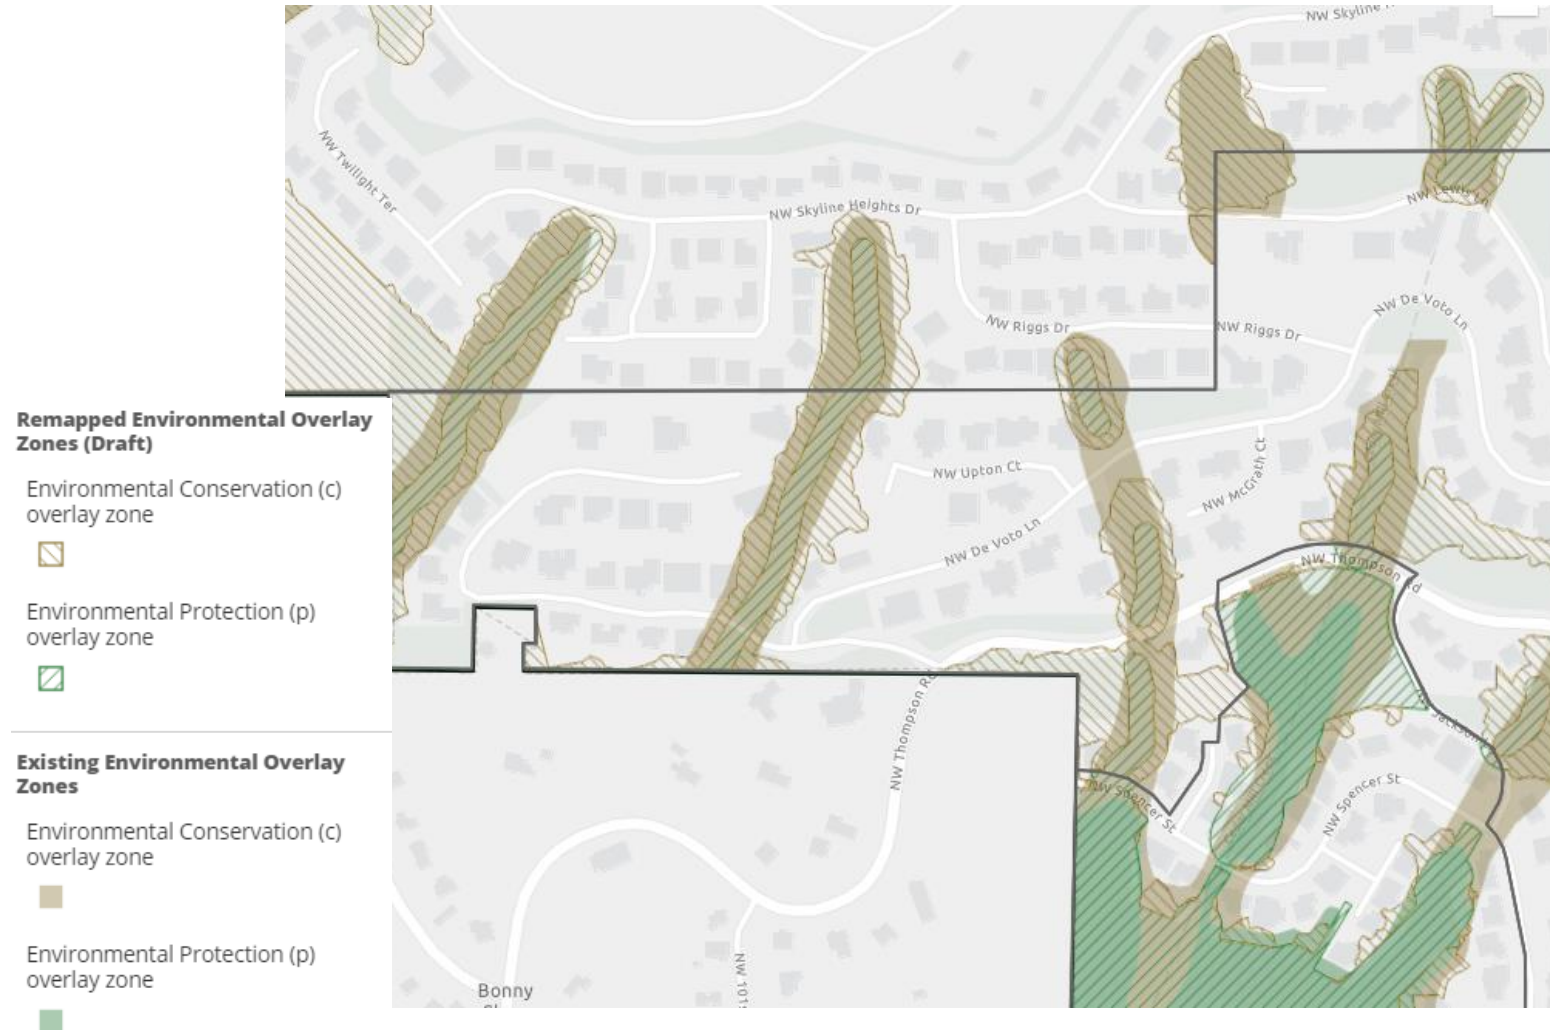 NW Skyline
NW Twilight Ter
NW Skyline Heights Dr
NW Riggs Dr
NW Riggs Dr
NW De Voto Ln
NW Upton Ct
NW McGrath Ct
NW De Voto Ln
NW Thompson Rd
NW Thompson Rd
NW Spencer St
NW Spencer St
Bonny
Remapped Environmental Overlay
Zones (Draft)
Environmental Conservation (c)
overlay zone
Environmental Protection (p)
overlay zone
Existing Environmental Overlay
Zones
Environmental Conservation (c)
overlay zone
Environmental Protection (p)
overlay zone